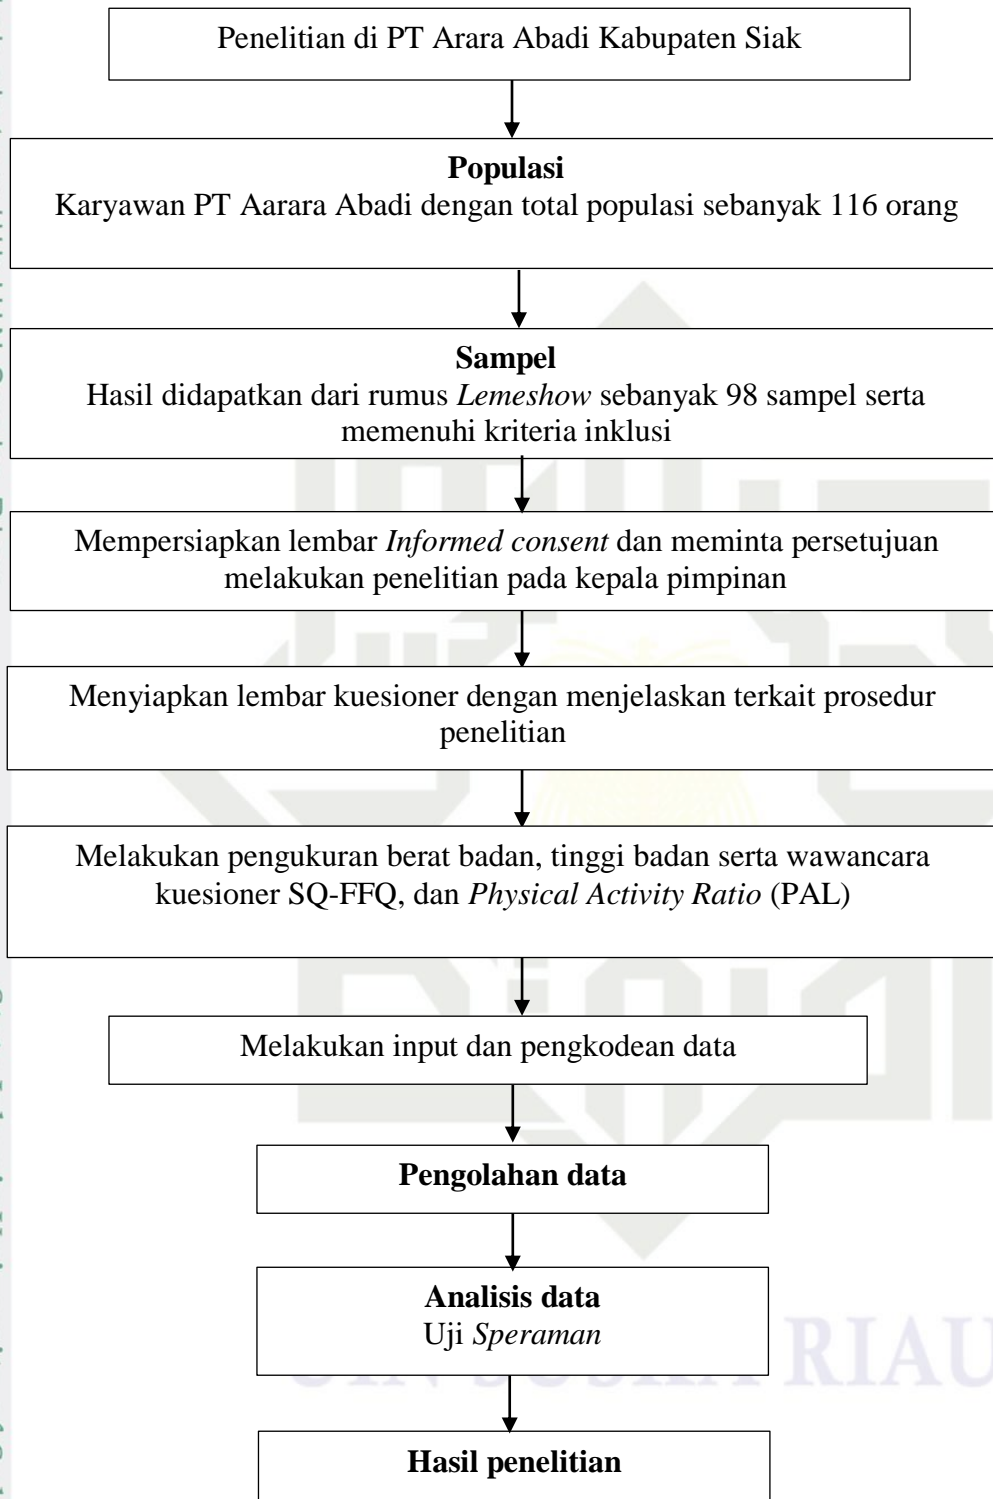 Penelitian di PT Arara Abadi Kabupaten Siak
Populasi
Karyawan PT Aarara Abadi dengan total populasi sebanyak 116 orang
Sampel
Hasil didapatkan dari rumus Lemeshow sebanyak 98 sampel serta
memenuhi kriteria inklusi
Mempersiapkan lembar Informed consent dan meminta persetujuan
melakukan penelitian pada kepala pimpinan
Menyiapkan lembar kuesioner dengan menjelaskan terkait prosedur
penelitian
Melakukan pengukuran berat badan, tinggi badan serta wawancara
kuesioner SQ-FFQ, dan Physical Activity Ratio (PAL)
Melakukan input dan pengkodean data
Pengolahan data
Analisis data
Uji Speraman
RIAU
Hasil penelitian